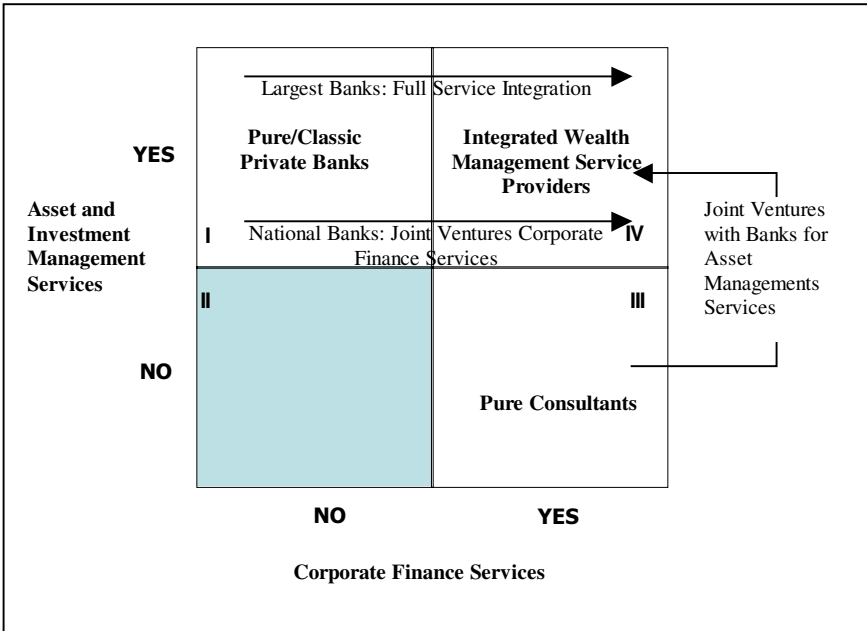 Largest Banks: Full Service Integration
YES
Pure/Classic
Private Banks
Integrated Wealth
Management Service
Providers
Asset and
Investment
Management
Services
I
National Banks: Joint Ventures Corporate
Finance Services
IV
Joint Ventures
with Banks for
Asset
Managements
Services
II
III
NO
Pure Consultants
NO
YES
Corporate Finance Services